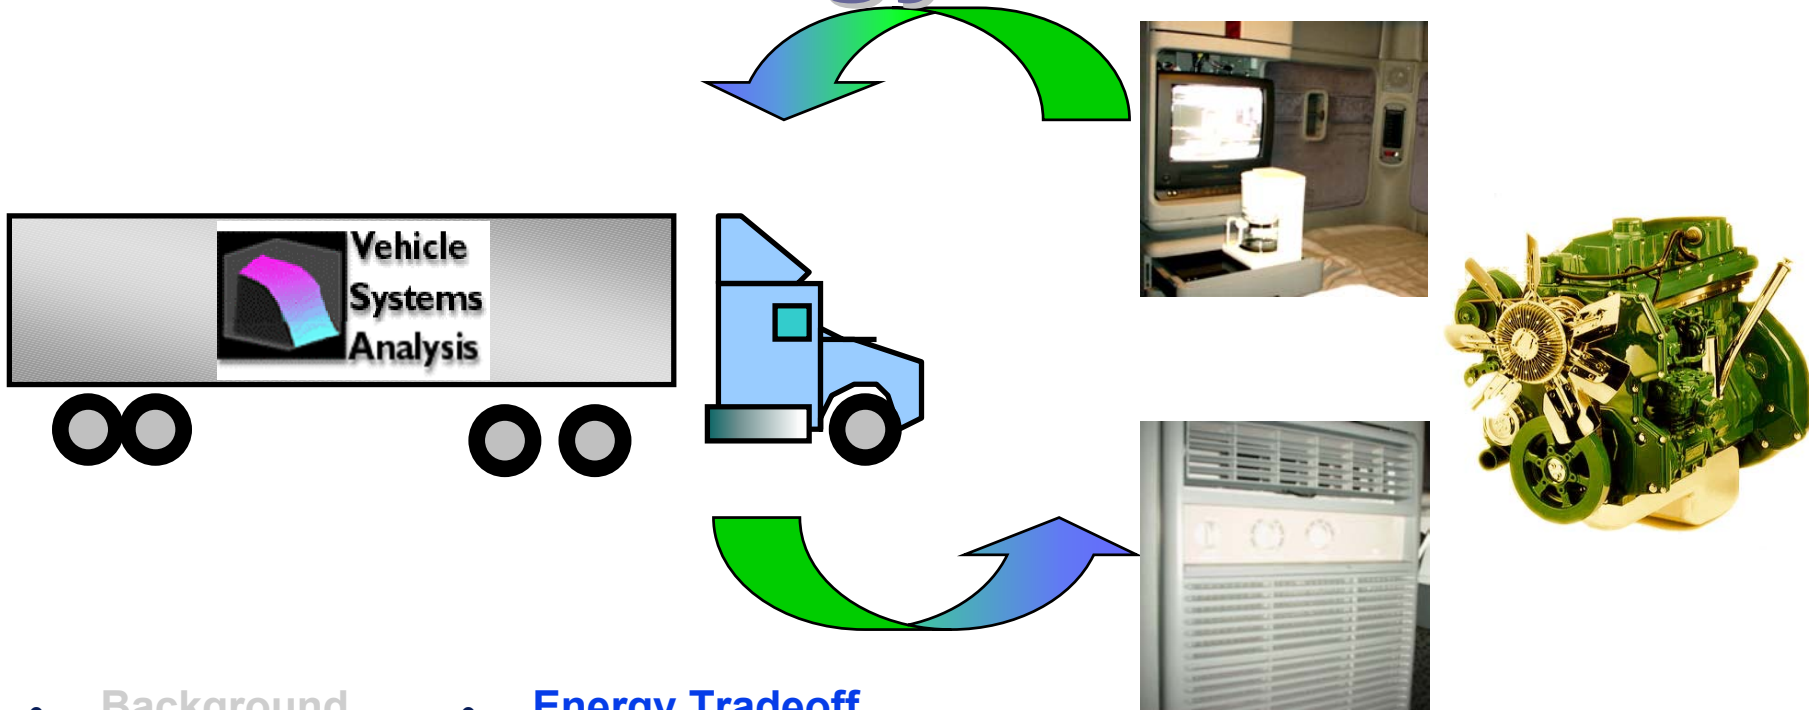 Vehicle
Systems
Analysis
• Background
• Energy Tradeoff